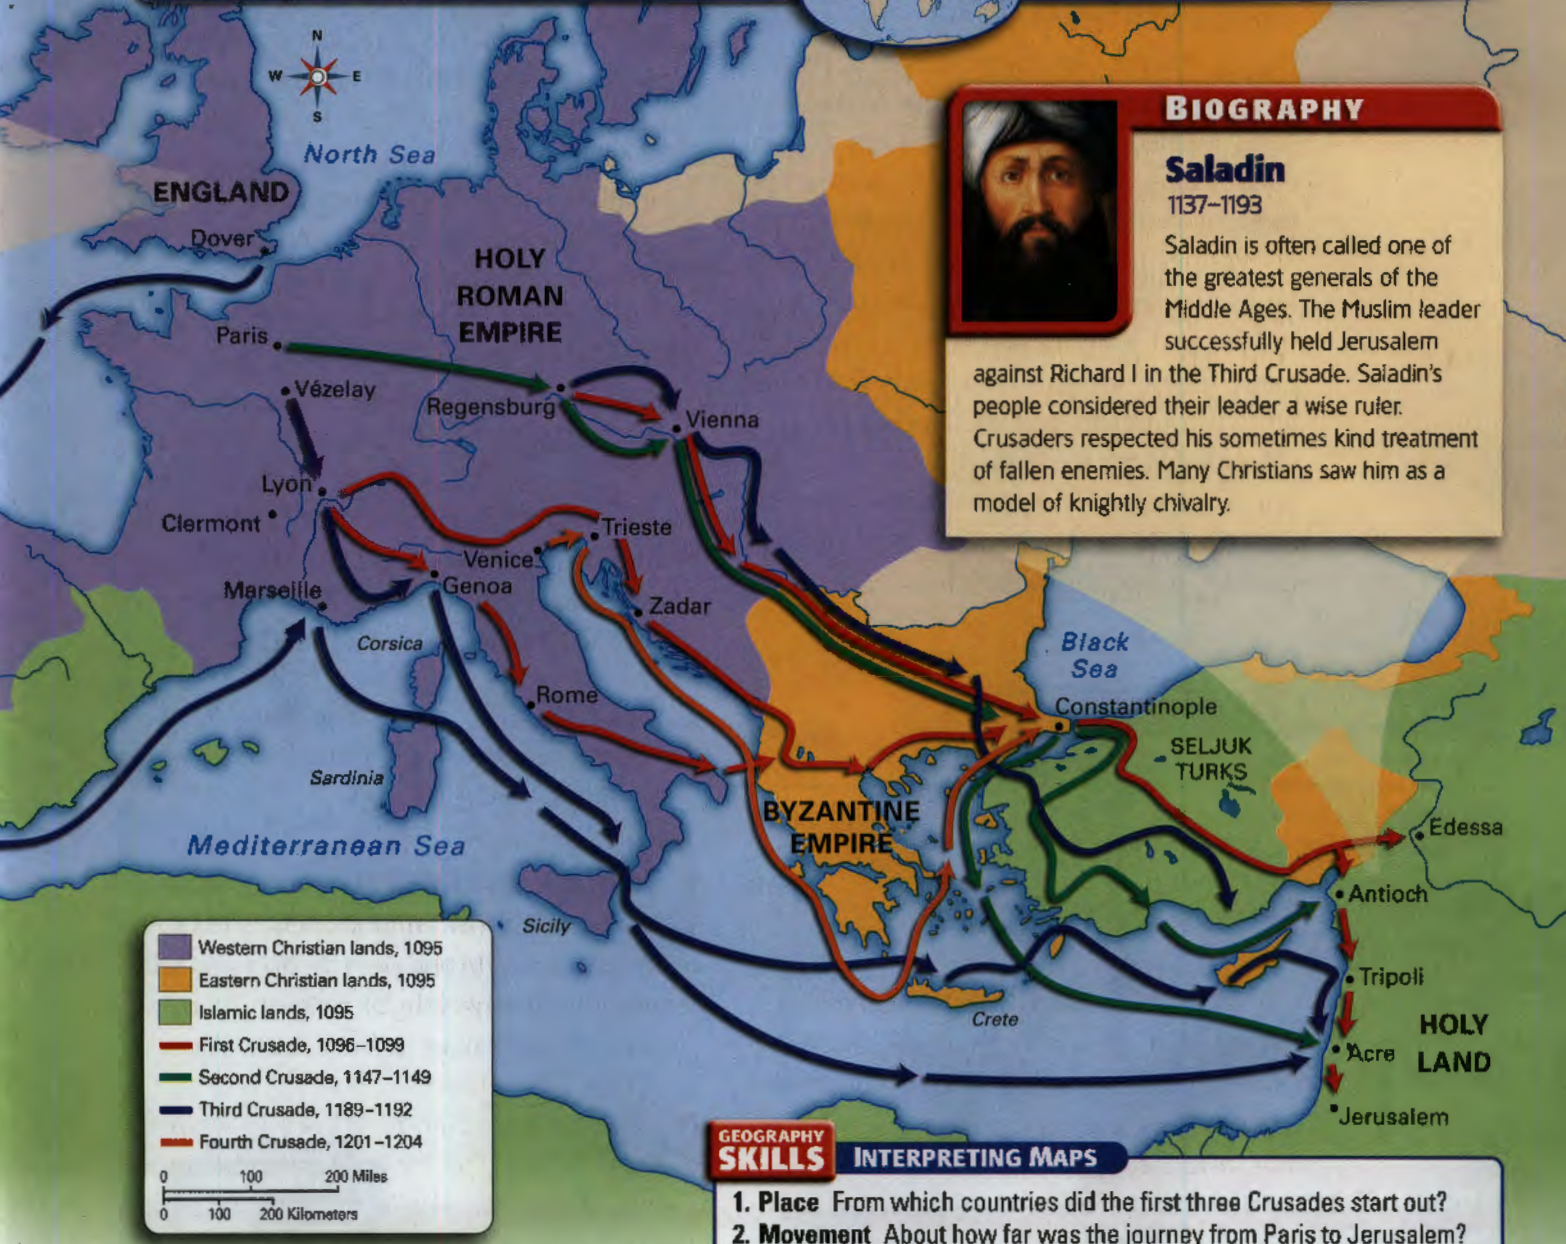 N
W E
S
North Sea
ENGLAND
Dover
HOLY
ROMAN
EMPIRE
Paris
Vézelay
Regensburg
Vienna
Lyon
Clermont
Trieste
Venice
Genoa
Marseille
Zadar
Corsica
Rome
Sardinia
Mediterranean Sea
Sicily
Black
Sea
Constantinople
SELJUK
TURKS
BYZANTINE
EMPIRE
Edessa
Antioch
Tripoli
HOLY
LAND
Acre
Jerusalem
Crete
BIOGRAPHY
Saladin
1137–1193
Saladin is often called one of
the greatest generals of the
Middle Ages. The Muslim leader
successfully held Jerusalem
against Richard I in the Third Crusade. Saladin's
people considered their leader a wise ruler.
Crusaders respected his sometimes kind treatment
of fallen enemies. Many Christians saw him as a
model of knightly chivalry.
Western Christian lands, 1095
Eastern Christian lands, 1095
Islamic lands, 1095
First Crusade, 1096–1099
Second Crusade, 1147–1149
Third Crusade, 1189–1192
Fourth Crusade, 1201–1204
0 100 200 Miles
0 100 200 Kilometers
GEOGRAPHY
SKILLS INTERPRETING MAPS
1. Place From which countries did the first three Crusades start out?
2. Movement About how far was the journey from Paris to Jerusalem?